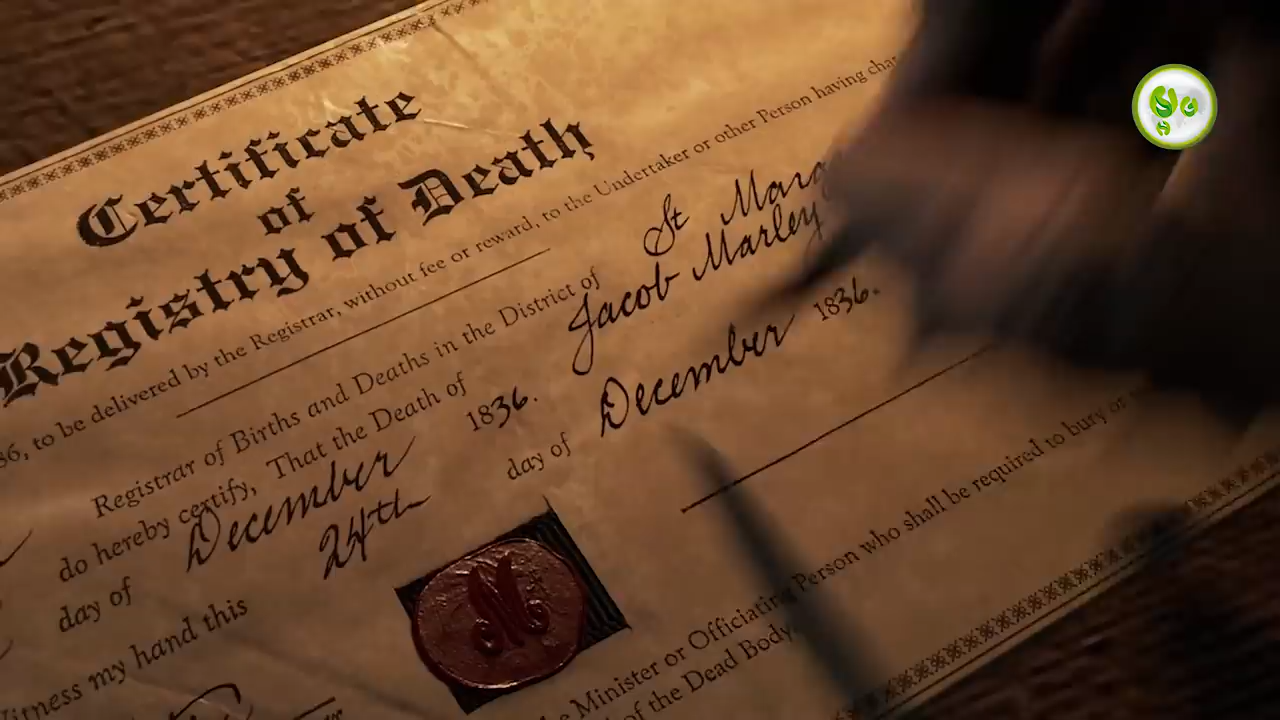 Certificate
of
Registry of Death
36, to be delivered by the Registrar, without fee or reward, to the Undertaker or other Person having
Registrar of Births and Deaths in the District of St
do hereby certify, That the Death of Jacob Marley
day of December 1836.
Witness my hand this 24th day of December 1836.
M
Minister or Officiating Person who shall be required to bury or
of the Dead Body